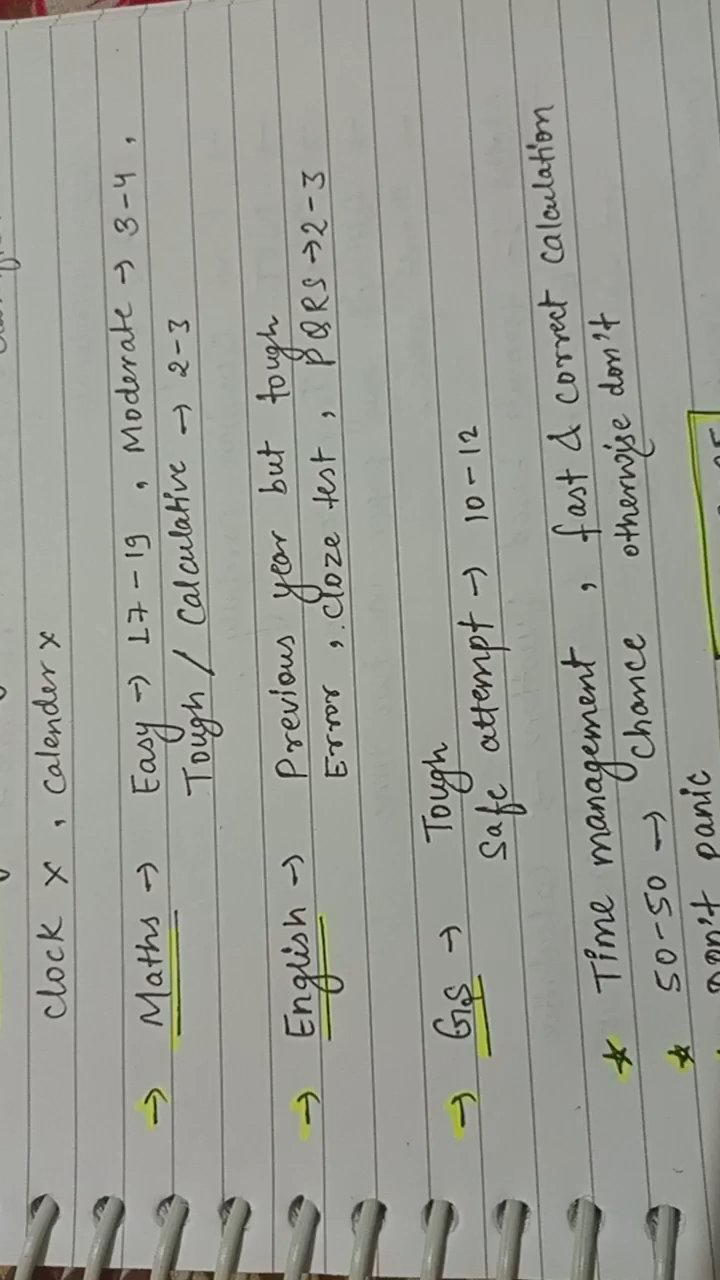 clock x , calender x
→ Maths → Easy → 17-19 , Moderate → 3-4 ,
Tough / Calculative → 2-3
→ English → Previous year but tough
Error , cloze test , PQRS → 2-3
→ GS → Tough
Safe attempt → 10-12
★ Time management , fast & correct calculation
★ 50-50 → chance otherwise don't
Don't panic